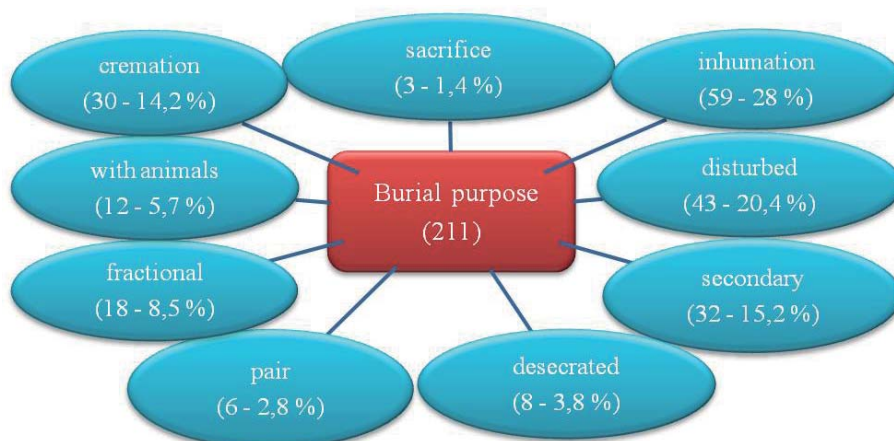 sacrifice
(3 - 1,4 %)
cremation
(30 - 14,2 %)
inhumation
(59 - 28 %)
with animals
(12 - 5,7 %)
Burial purpose
(211)
disturbed
(43 - 20,4 %)
fractional
(18 - 8,5 %)
secondary
(32 - 15,2 %)
pair
(6 - 2,8 %)
desecrated
(8 - 3,8 %)